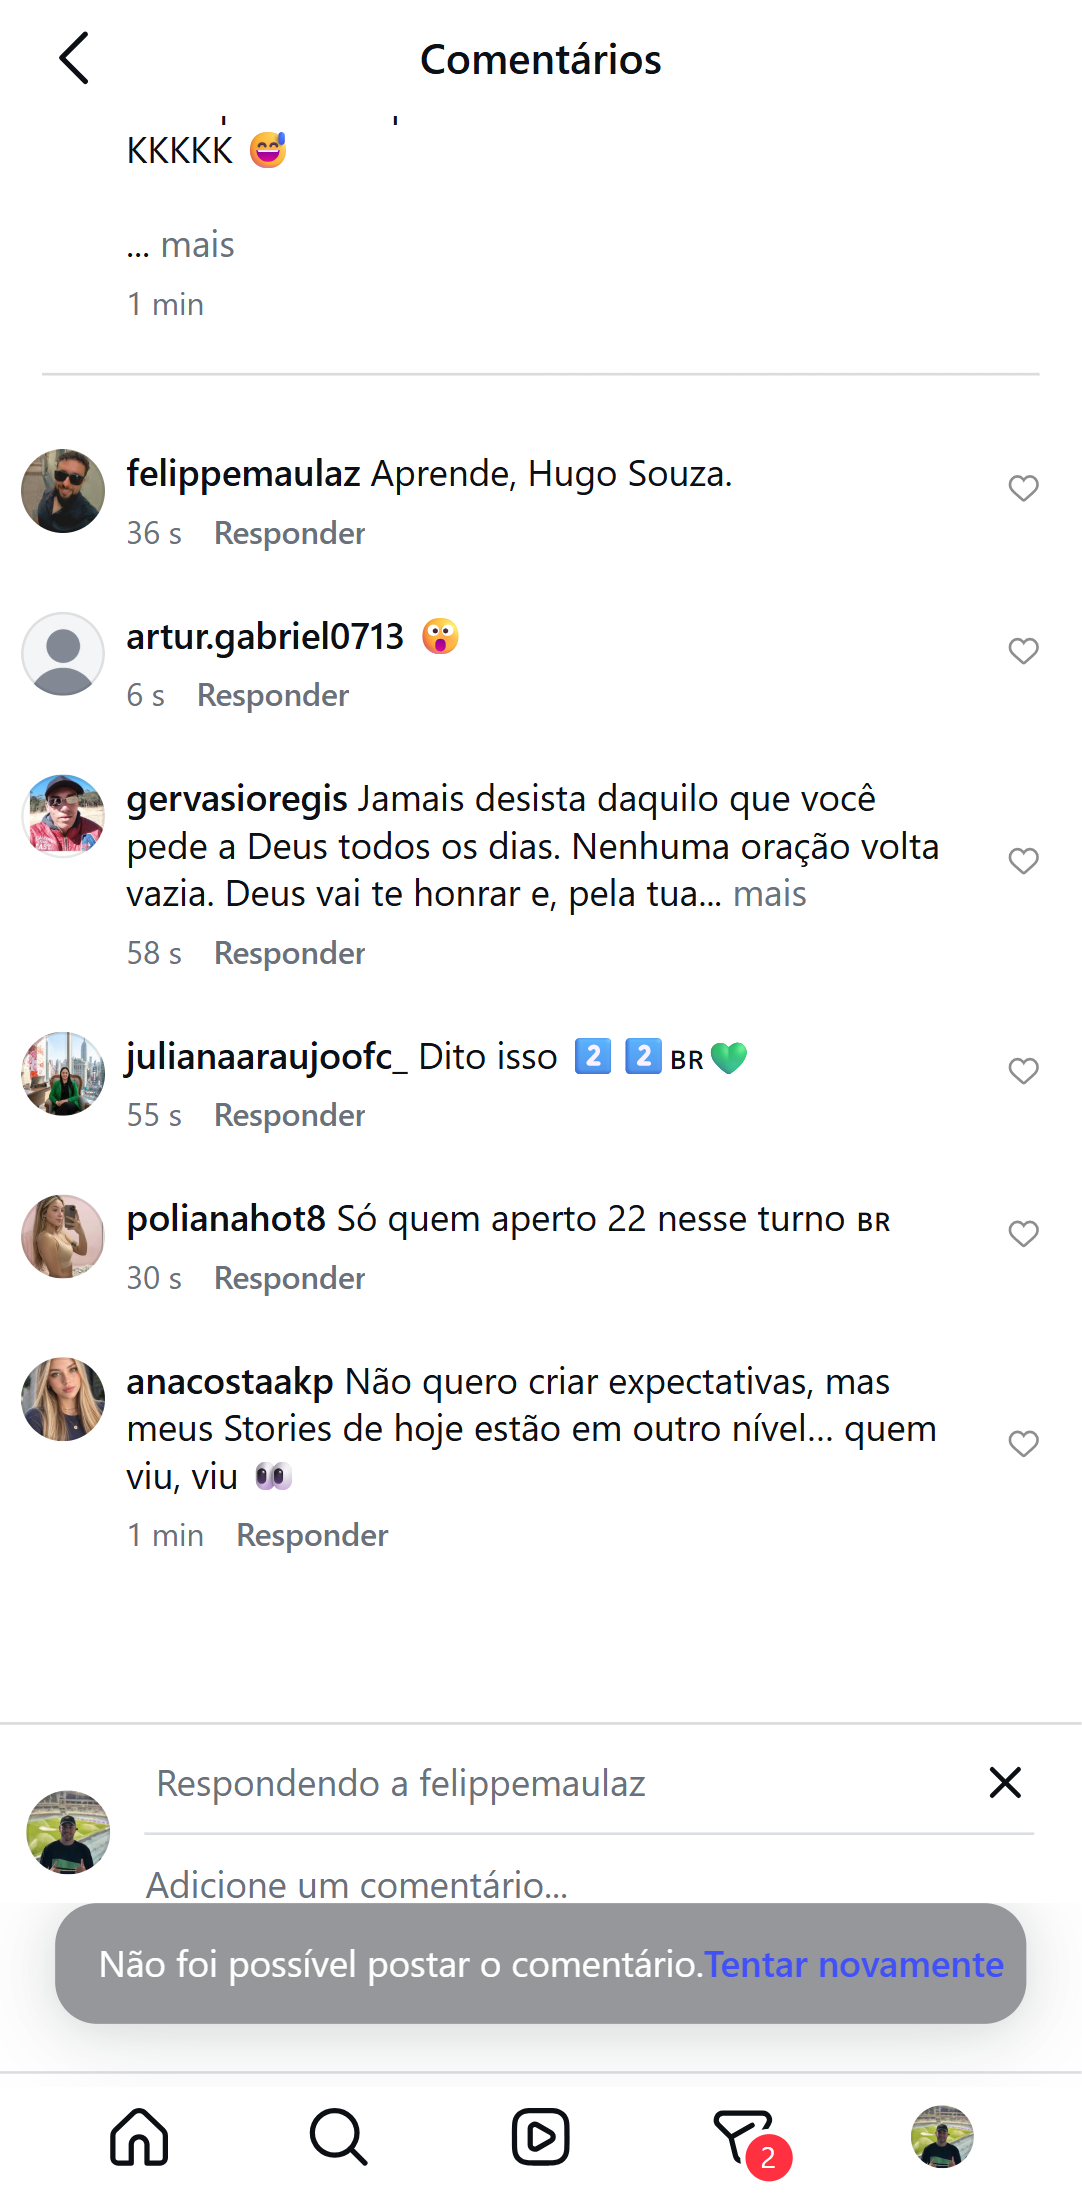 Comentários
KKKKK 😅
... mais
1 min
felippemaulaz Aprende, Hugo Souza.
36 s Responder
artur.gabriel0713 😲
6 s Responder
gervasioregis Jamais desista daquilo que você
pede a Deus todos os dias. Nenhuma oração volta
vazia. Deus vai te honrar e, pela tua... mais
58 s Responder
julianaaraujoofc_ Dito isso 2️⃣ 2️⃣ 🇧🇷💚
55 s Responder
polianahot8 Só quem aperto 22 nesse turno 🇧🇷
30 s Responder
anacostaakp Não quero criar expectativas, mas
meus Stories de hoje estão em outro nível... quem
viu, viu 👀
1 min Responder
Respondendo a felippemaulaz
Adicione um comentário...
Não foi possível postar o comentário.Tentar novamente
2